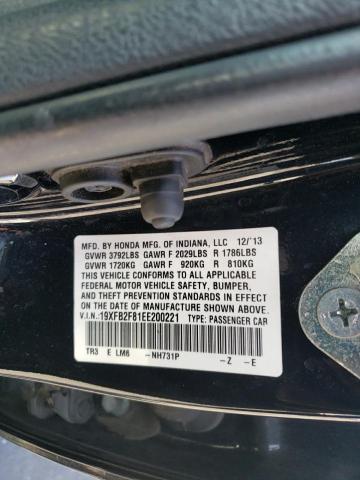 MFD. BY HONDA MFG. OF INDIANA, LLC 12/'13
GVWR 3792LBS GAWR F 2029LBS R 1786LBS
GVWR 1720KG GAWR F 920KG R 810KG
THIS VEHICLE CONFORMS TO ALL APPLICABLE
FEDERAL MOTOR VEHICLE SAFETY, BUMPER,
AND THEFT PREVENTION STANDARDS IN EFFECT
ON THE DATE OF MANUFACTURE SHOWN ABOVE.
V.I.N: 19XFB2F81EE200221 TYPE: PASSENGER CAR
TR3 E LM6 -NH731P -Z -E